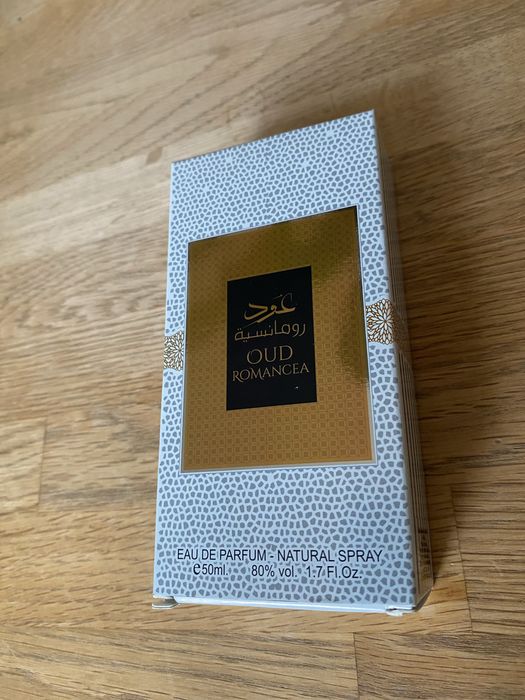 عود
رومانسية
OUD
ROMANCEA
EAU DE PARFUM - NATURAL SPRAY
℮50ml. 80% vol. 1.7 Fl.Oz.